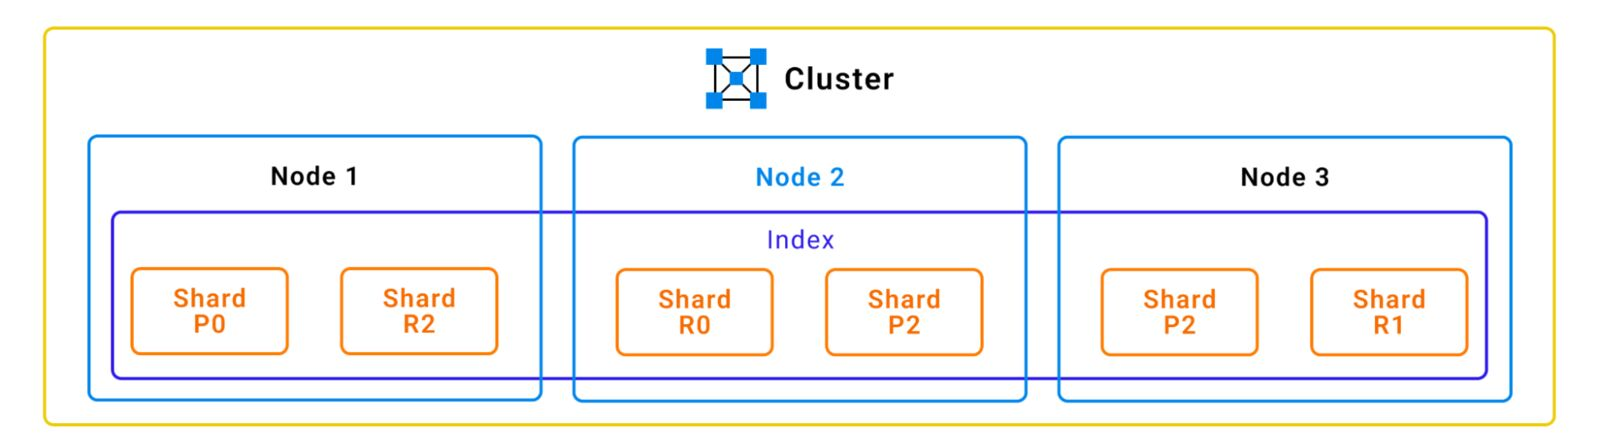 Cluster
Node 1
Node 2
Node 3
Index
Shard
P0
Shard
R2
Shard
R0
Shard
P2
Shard
P2
Shard
R1